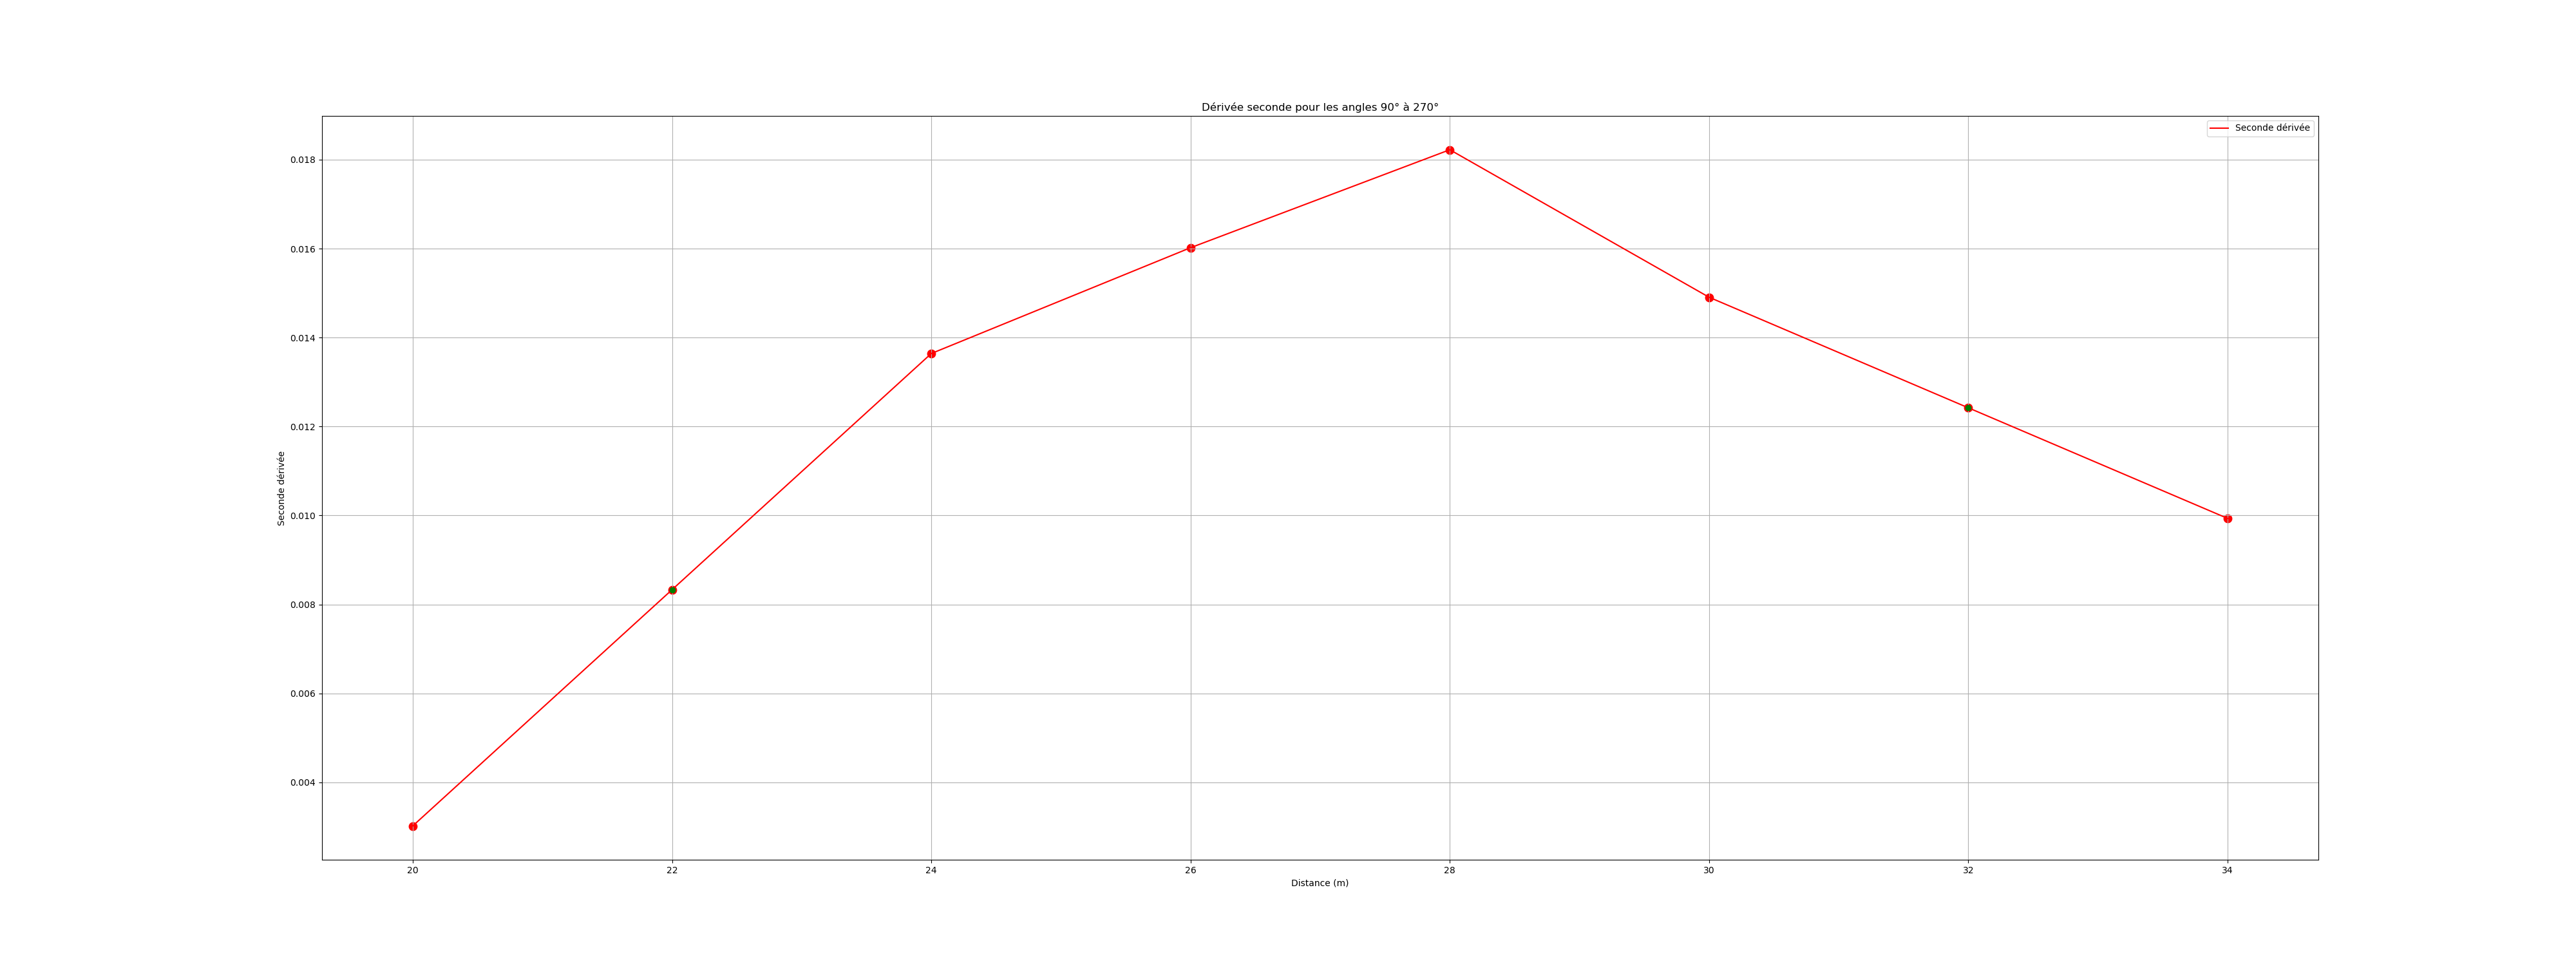 Dérivée seconde pour les angles 90° à 270°
Seconde dérivée
0.018
0.016
0.014
0.012
0.010
0.008
0.006
0.004
Seconde dérivée
20 22 24 26 28 30 32 34
Distance (m)